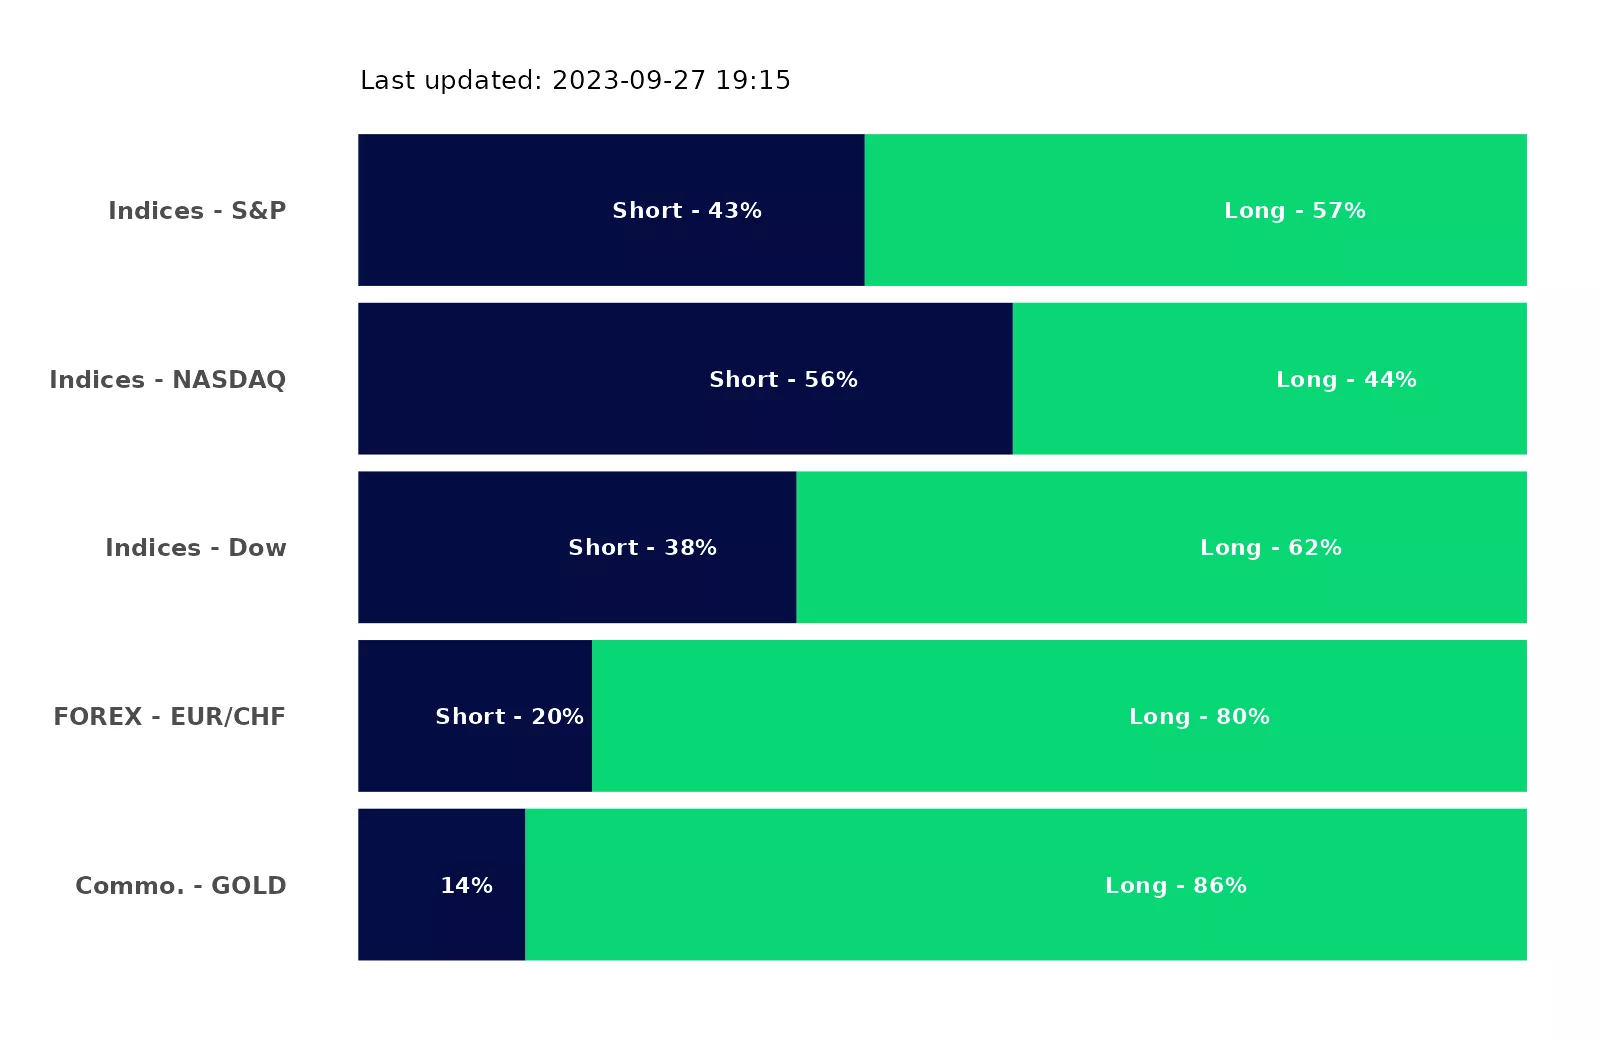 Last updated: 2023-09-27 19:15
Indices - S&P
Short - 43%
Long - 57%
Indices - NASDAQ
Short - 56%
Long - 44%
Indices - Dow
Short - 38%
Long - 62%
FOREX - EUR/CHF
Short - 20%
Long - 80%
Commo. - GOLD
14%
Long - 86%